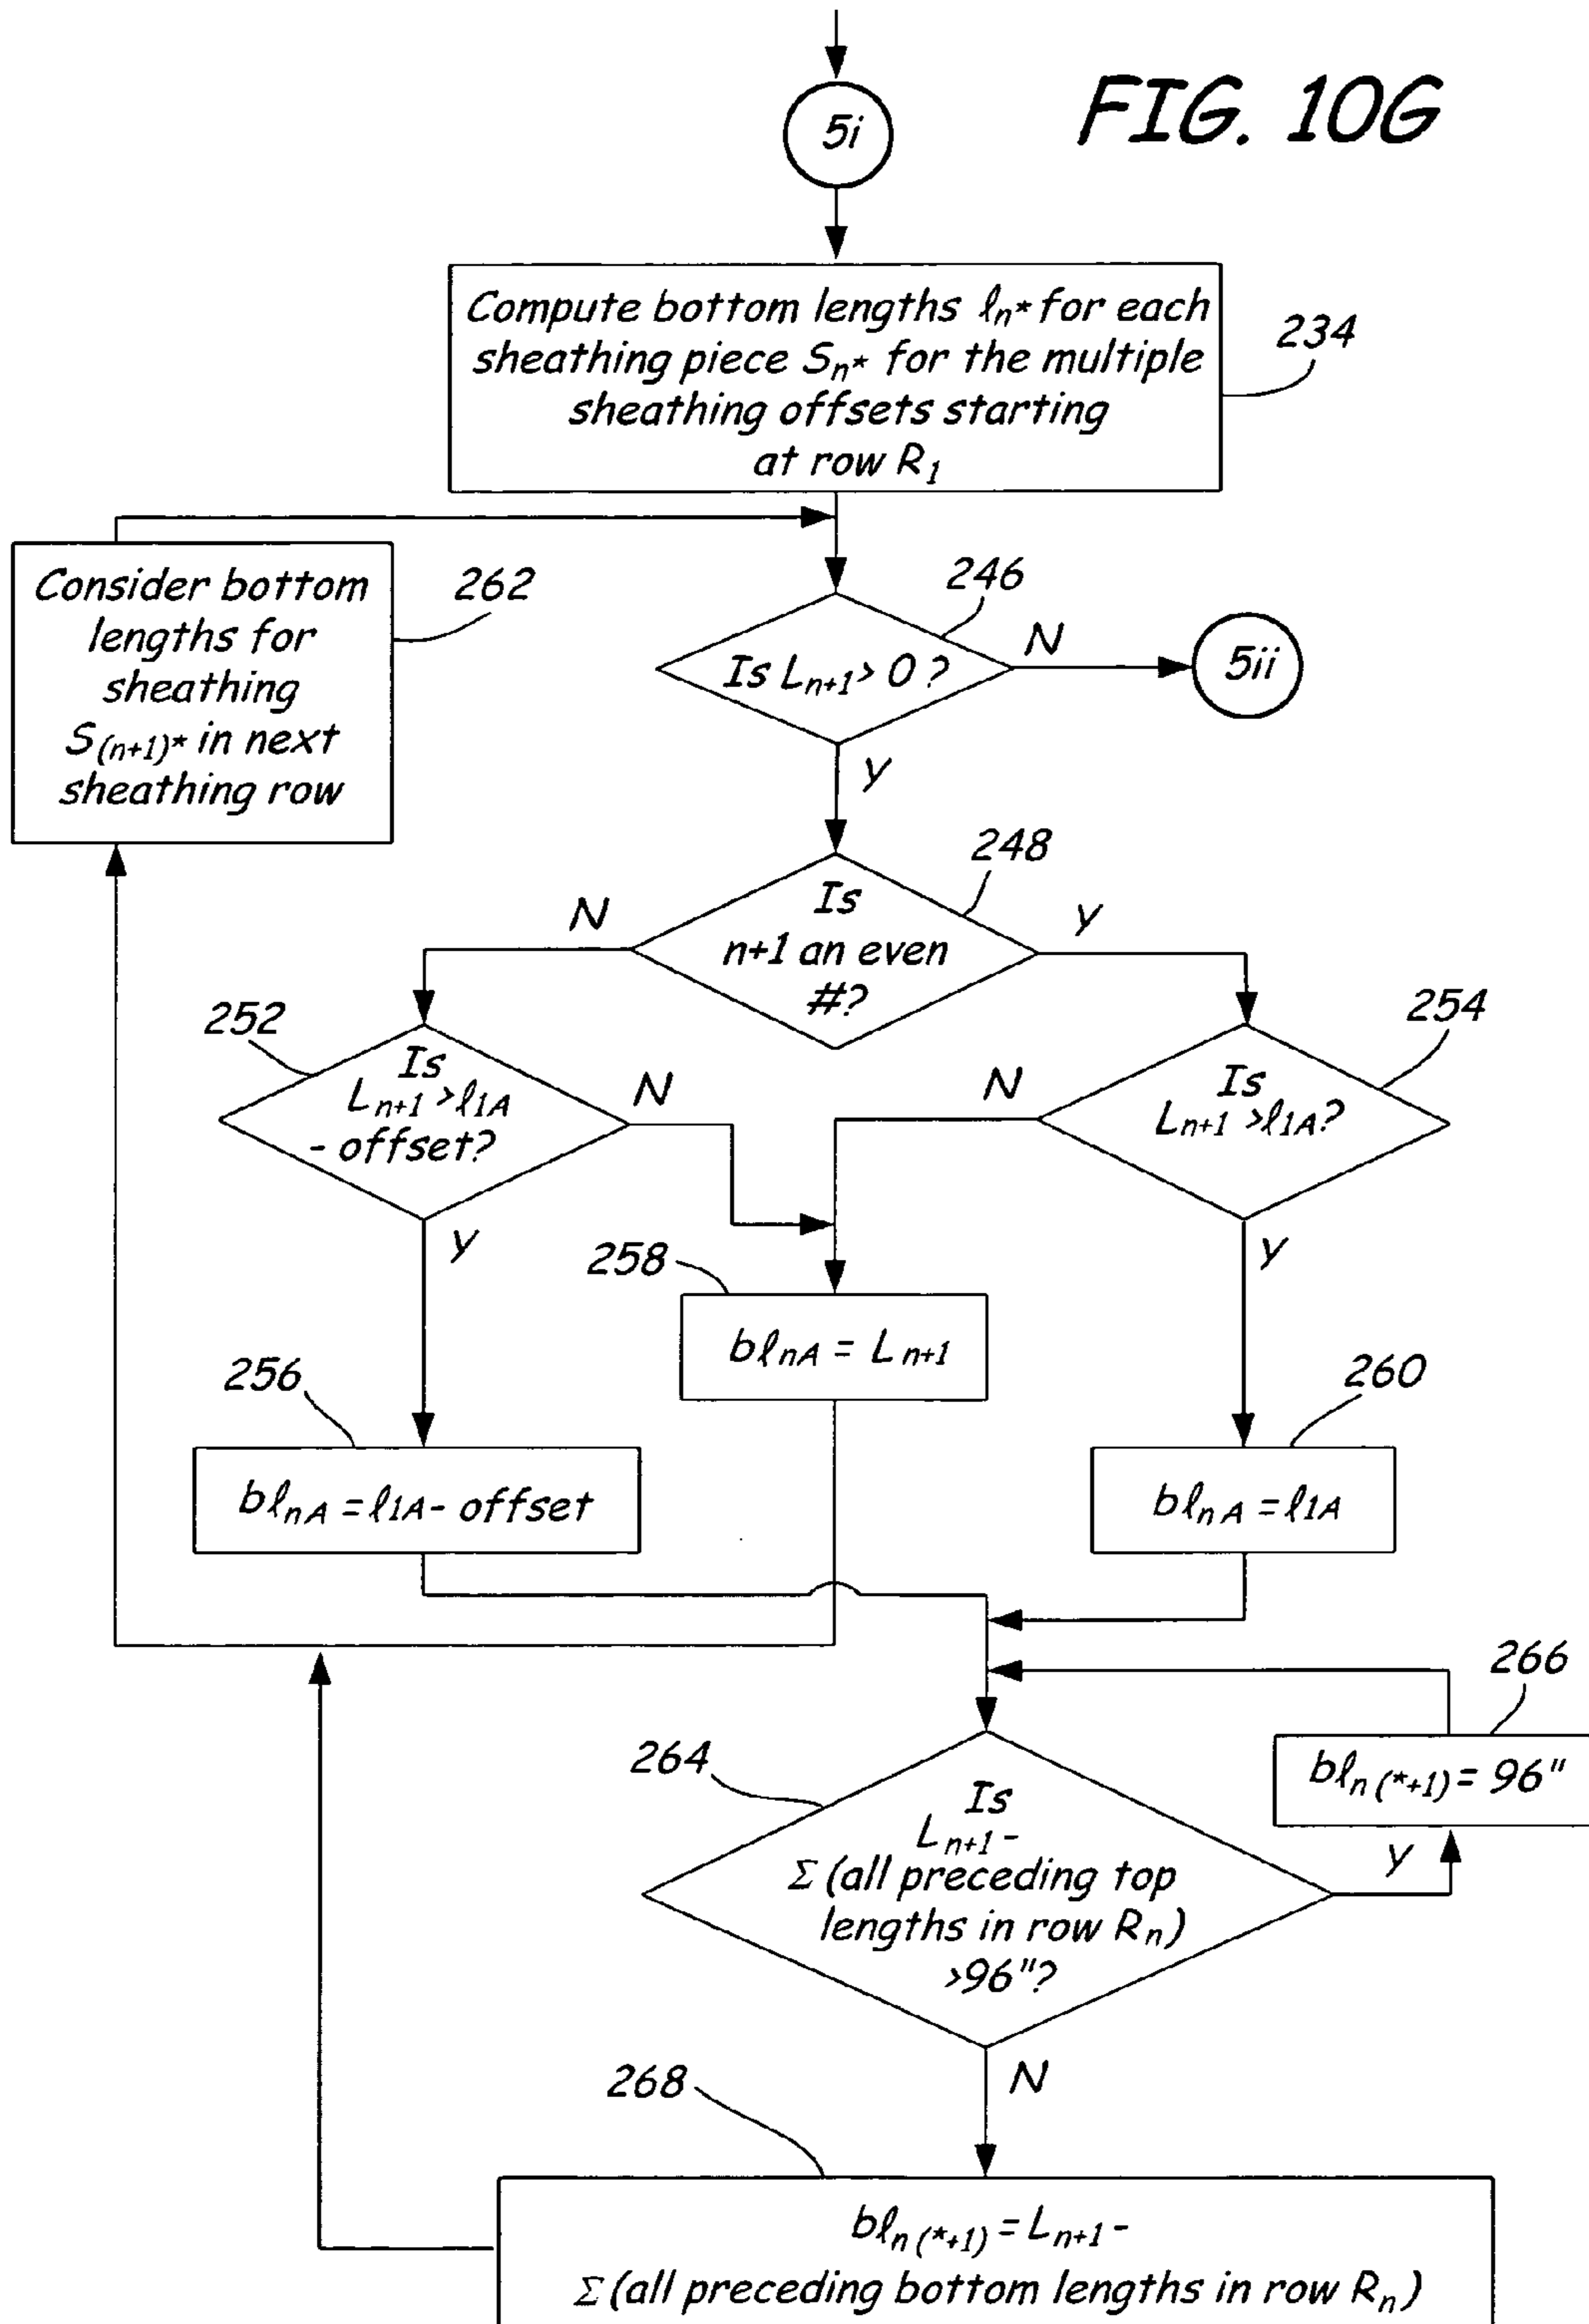 FIG. 10G
5i
Compute bottom lengths ℓn* for each
sheathing piece Sn* for the multiple
sheathing offsets starting
at row R1
234
Consider bottom
lengths for
sheathing
S(n+1)* in next
sheathing row
262
246
Is Ln+1 > 0 ?
N
5ii
Y
248
Is
n+1 an even
#?
N
Y
252
Is
Ln+1 >ℓ1A
- offset?
N
Y
254
Is
Ln+1 >ℓ1A?
N
Y
258
bℓnA = Ln+1
256
bℓnA = ℓ1A - offset
260
bℓnA = ℓ1A
266
bℓn(*+1) = 96"
264
Is
Ln+1 -
Σ (all preceding top
lengths in row Rn)
>96"?
Y
N
268
bℓn(*+1) = Ln+1 -
Σ (all preceding bottom lengths in row Rn)